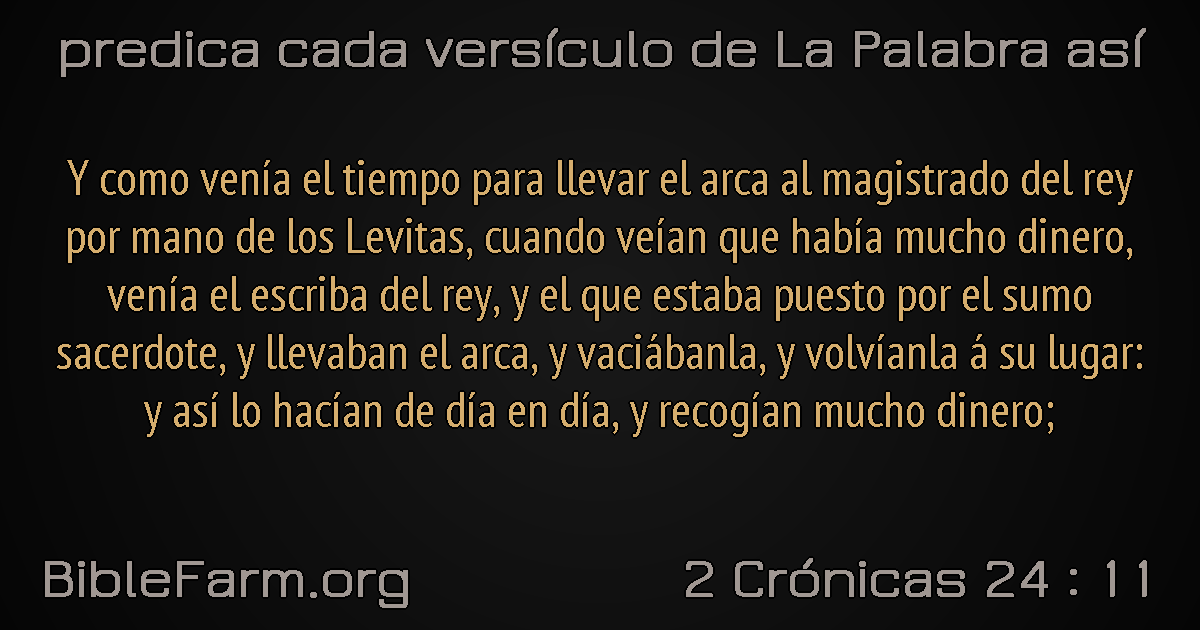 predica cada versículo de La Palabra así
Y como venía el tiempo para llevar el arca al magistrado del rey
por mano de los Levitas, cuando veían que había mucho dinero,
venía el escriba del rey, y el que estaba puesto por el sumo
sacerdote, y llevaban el arca, y vaciábanla, y volvíanla á su lugar:
y así lo hacían de día en día, y recogían mucho dinero;
BibleFarm.org
2 Crónicas 24 : 11